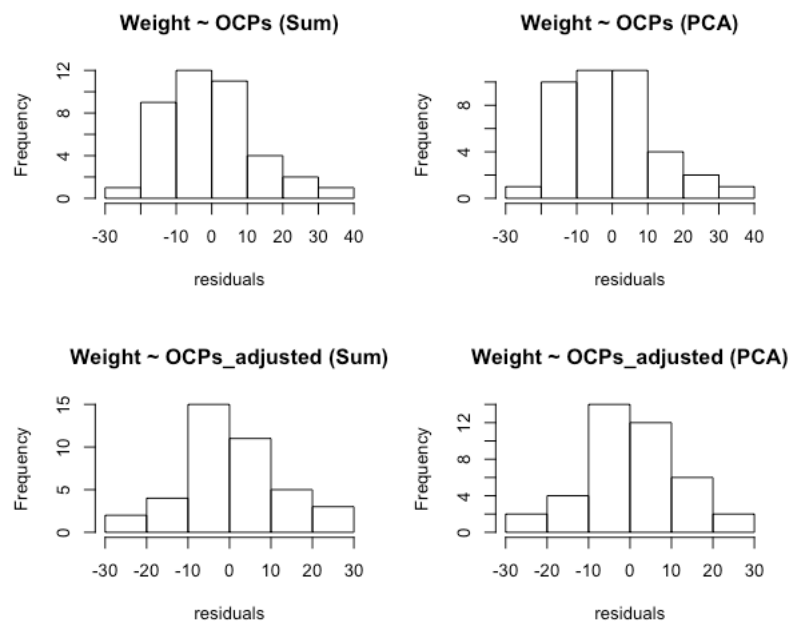 Weight ~ OCPs (Sum)
Frequency
0 4 8 12
-30 -10 0 10 20 30 40
residuals
Weight ~ OCPs (PCA)
Frequency
0 4 8
-30 -10 0 10 20 30 40
residuals
Weight ~ OCPs_adjusted (Sum)
Frequency
0 5 10 15
-30 -20 -10 0 10 20 30
residuals
Weight ~ OCPs_adjusted (PCA)
Frequency
0 4 8 12
-30 -20 -10 0 10 20 30
residuals